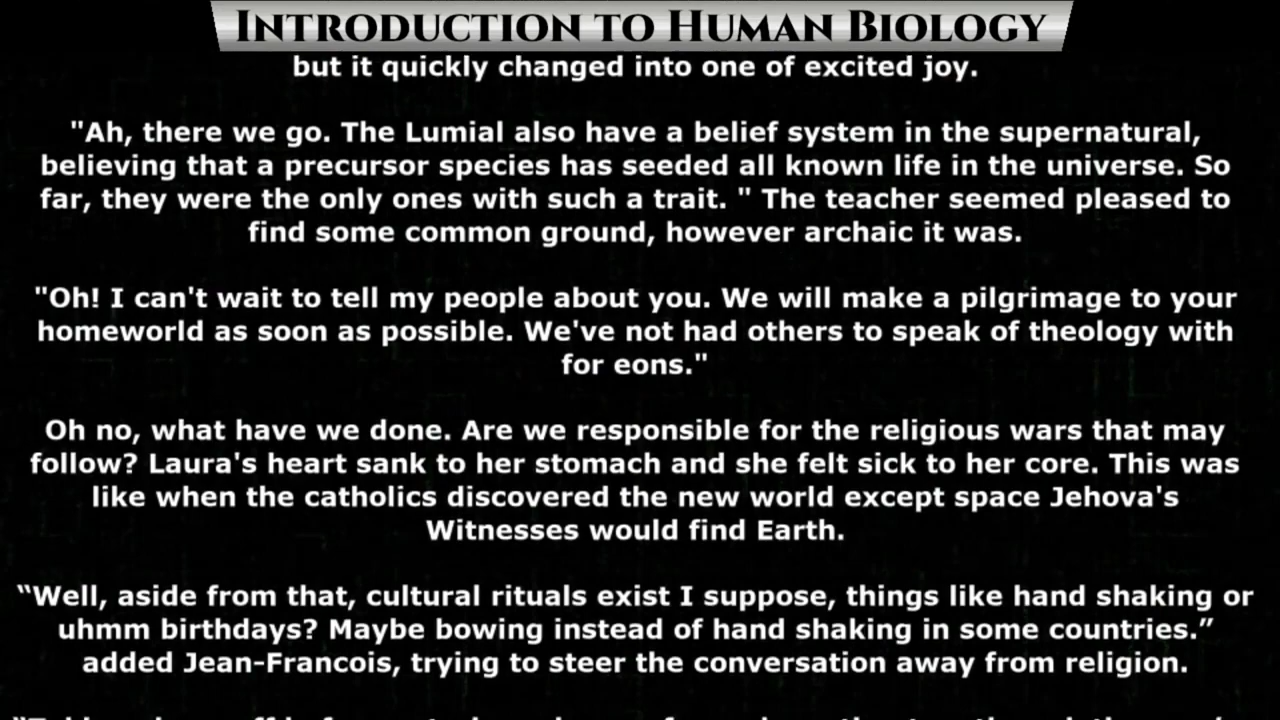 INTRODUCTION TO HUMAN BIOLOGY
but it quickly changed into one of excited joy.
"Ah, there we go. The Lumial also have a belief system in the supernatural,
believing that a precursor species has seeded all known life in the universe. So
far, they were the only ones with such a trait. " The teacher seemed pleased to
find some common ground, however archaic it was.
"Oh! I can't wait to tell my people about you. We will make a pilgrimage to your
homeworld as soon as possible. We've not had others to speak of theology with
for eons."
Oh no, what have we done. Are we responsible for the religious wars that may
follow? Laura's heart sank to her stomach and she felt sick to her core. This was
like when the catholics discovered the new world except space Jehova's
Witnesses would find Earth.
“Well, aside from that, cultural rituals exist I suppose, things like hand shaking or
uhmm birthdays? Maybe bowing instead of hand shaking in some countries.”
added Jean-Francois, trying to steer the conversation away from religion.